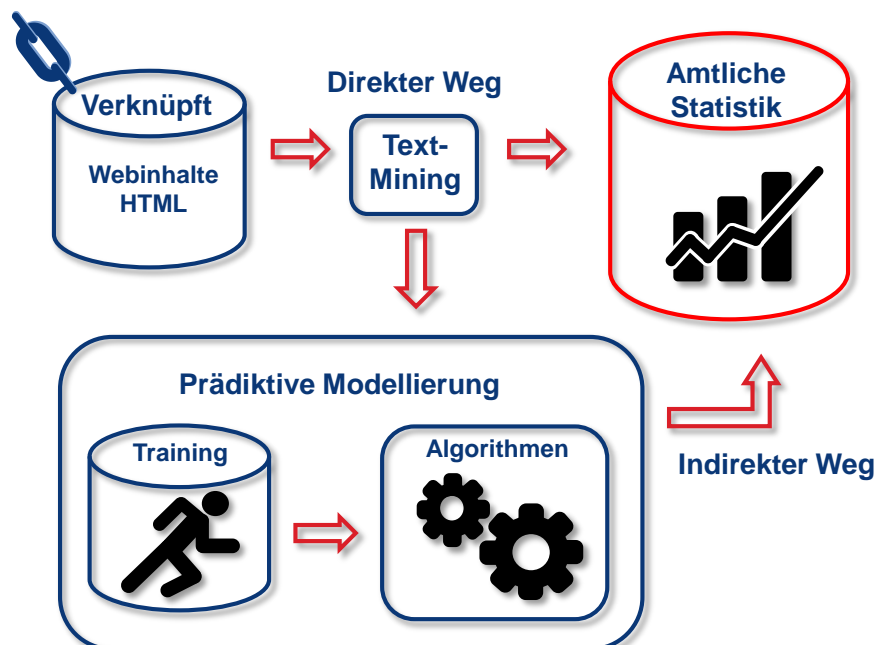 Verknüpft
Webinhalte
HTML
Direkter Weg
Text-
Mining
Amtliche
Statistik
Prädiktive Modellierung
Training
Algorithmen
Indirekter Weg